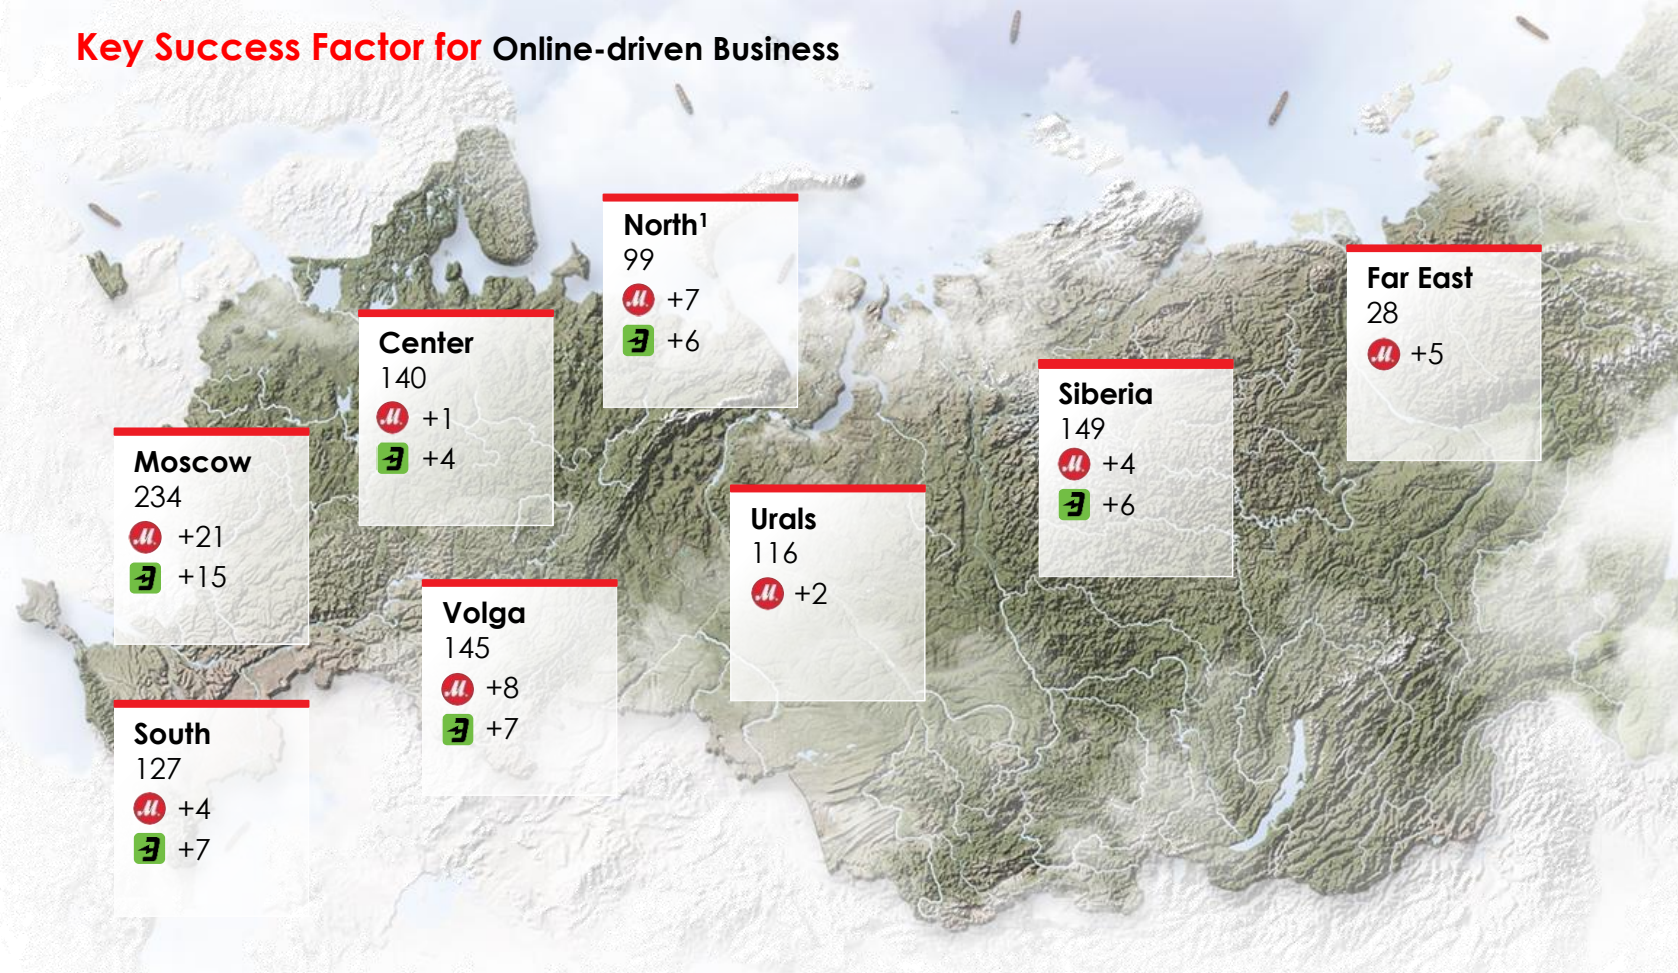 Key Success Factor for Online-driven Business
North¹
99
M. +7
+6
Far East
28
M. +5
Center
140
M. +1
+4
Siberia
149
M. +4
+6
Moscow
234
M. +21
+15
Urals
116
M. +2
Volga
145
M. +8
+7
South
127
M. +4
+7